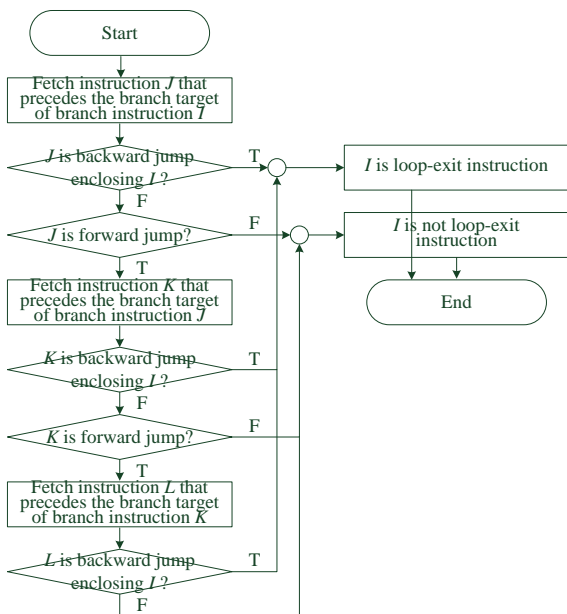 Start
Fetch instruction J that
precedes the branch target
of branch instruction I
J is backward jump
enclosing I ?
T
I is loop-exit instruction
F
J is forward jump?
F
I is not loop-exit
instruction
T
Fetch instruction K that
precedes the branch target
of branch instruction J
End
K is backward jump
enclosing I ?
T
F
K is forward jump?
F
T
Fetch instruction L that
precedes the branch target
of branch instruction K
L is backward jump
enclosing I ?
T
F